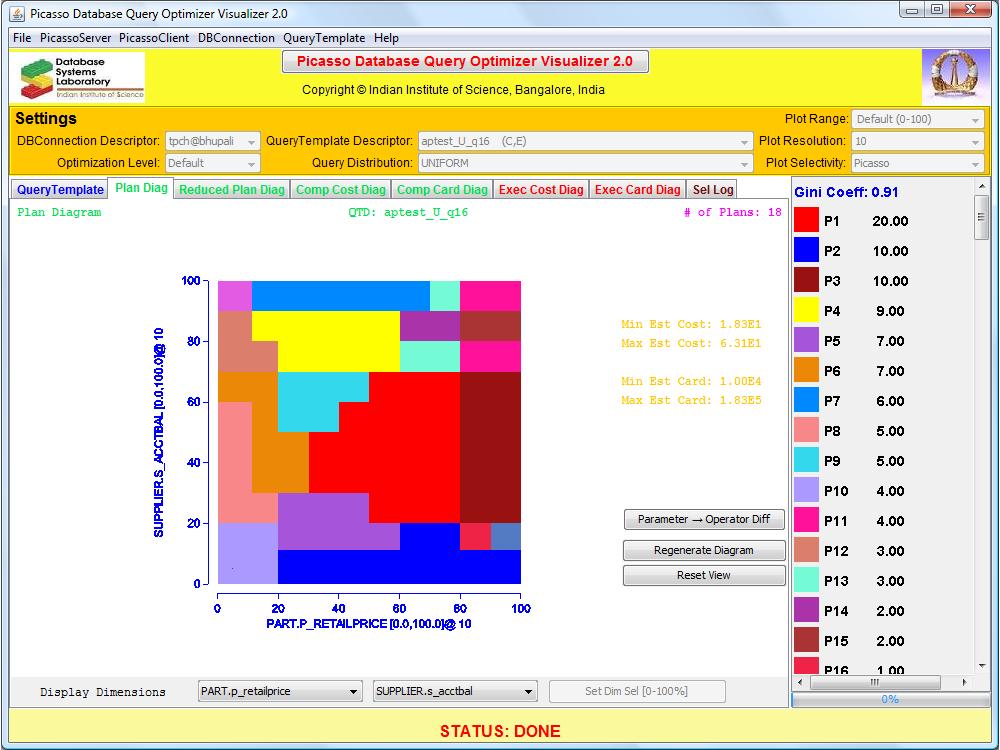 Picasso Database Query Optimizer Visualizer 2.0
File PicassoServer PicassoClient DBConnection QueryTemplate Help
Database
Systems
Laboratory
Indian Institute of Science
Picasso Database Query Optimizer Visualizer 2.0
Copyright © Indian Institute of Science, Bangalore, India
Settings
Plot Range: Default (0-100)
DBConnection Descriptor: tpch@bhupali QueryTemplate Descriptor: aptest_U_q16 (C,E) Plot Resolution: 10
Optimization Level: Default Query Distribution: UNIFORM Plot Selectivity: Picasso
QueryTemplate Plan Diag Reduced Plan Diag Comp Cost Diag Comp Card Diag Exec Cost Diag Exec Card Diag Sel Log
Plan Diagram QTD: aptest_U_q16 # of Plans: 18
100
80
60
40
20
0
SUPPLIER.S_ACCTBAL [0.0,100.0]@ 10
0 20 40 60 80 100
PART.P_RETAILPRICE [0.0,100.0]@ 10
Min Est Cost: 1.83E1
Max Est Cost: 6.31E1
Min Est Card: 1.00E4
Max Est Card: 1.83E5
Parameter → Operator Diff
Regenerate Diagram
Reset View
Display Dimensions PART.p_retailprice SUPPLIER.s_acctbal Set Dim Sel [0-100%]
Gini Coeff: 0.91
P1 20.00
P2 10.00
P3 10.00
P4 9.00
P5 7.00
P6 7.00
P7 6.00
P8 5.00
P9 5.00
P10 4.00
P11 4.00
P12 3.00
P13 3.00
P14 2.00
P15 2.00
P16 1.00
0%
STATUS: DONE